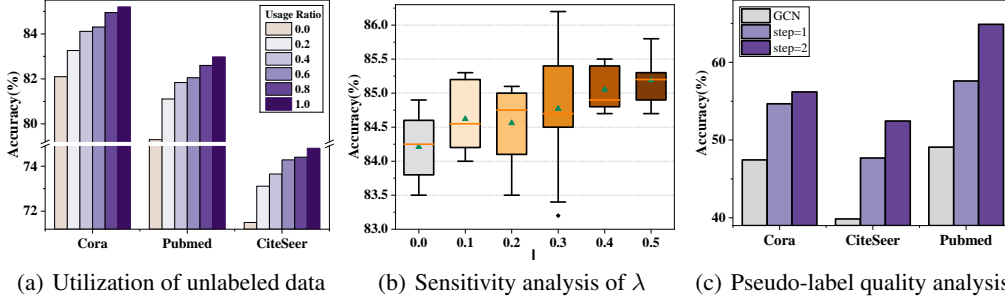 Usage Ratio
0.0
0.2
0.4
0.6
0.8
1.0
Accuracy(%)
84
82
80
74
72
Cora
Pubmed
CiteSeer
(a) Utilization of unlabeled data
Accuracy(%)
86.0
85.5
85.0
84.5
84.0
83.5
83.0
0.0
0.1
0.2
0.3
0.4
0.5
l
(b) Sensitivity analysis of λ
GCN
step=1
step=2
Accuracy(%)
60
50
40
Cora
CiteSeer
Pubmed
(c) Pseudo-label quality analysis